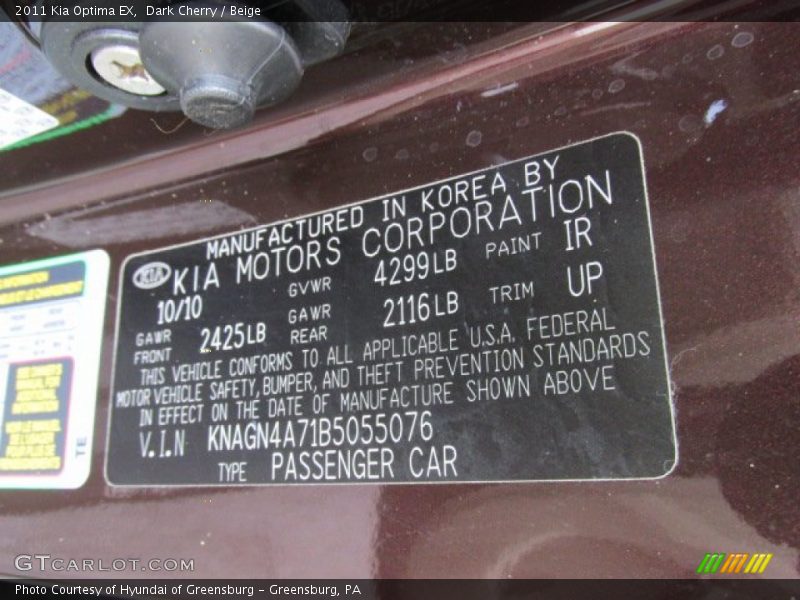 2011 Kia Optima EX, Dark Cherry / Beige
MANUFACTURED IN KOREA BY
KIA KIA MOTORS CORPORATION
10/10 GVWR 4299LB PAINT IR
GAWR FRONT 2425LB GAWR REAR 2116LB TRIM UP
THIS VEHICLE CONFORMS TO ALL APPLICABLE U.S.A. FEDERAL
MOTOR VEHICLE SAFETY, BUMPER, AND THEFT PREVENTION STANDARDS
IN EFFECT ON THE DATE OF MANUFACTURE SHOWN ABOVE
V.I.N KNAGN4A71B5055076
TYPE PASSENGER CAR
TE
GTCARLOT.COM
Photo Courtesy of Hyundai of Greensburg – Greensburg, PA